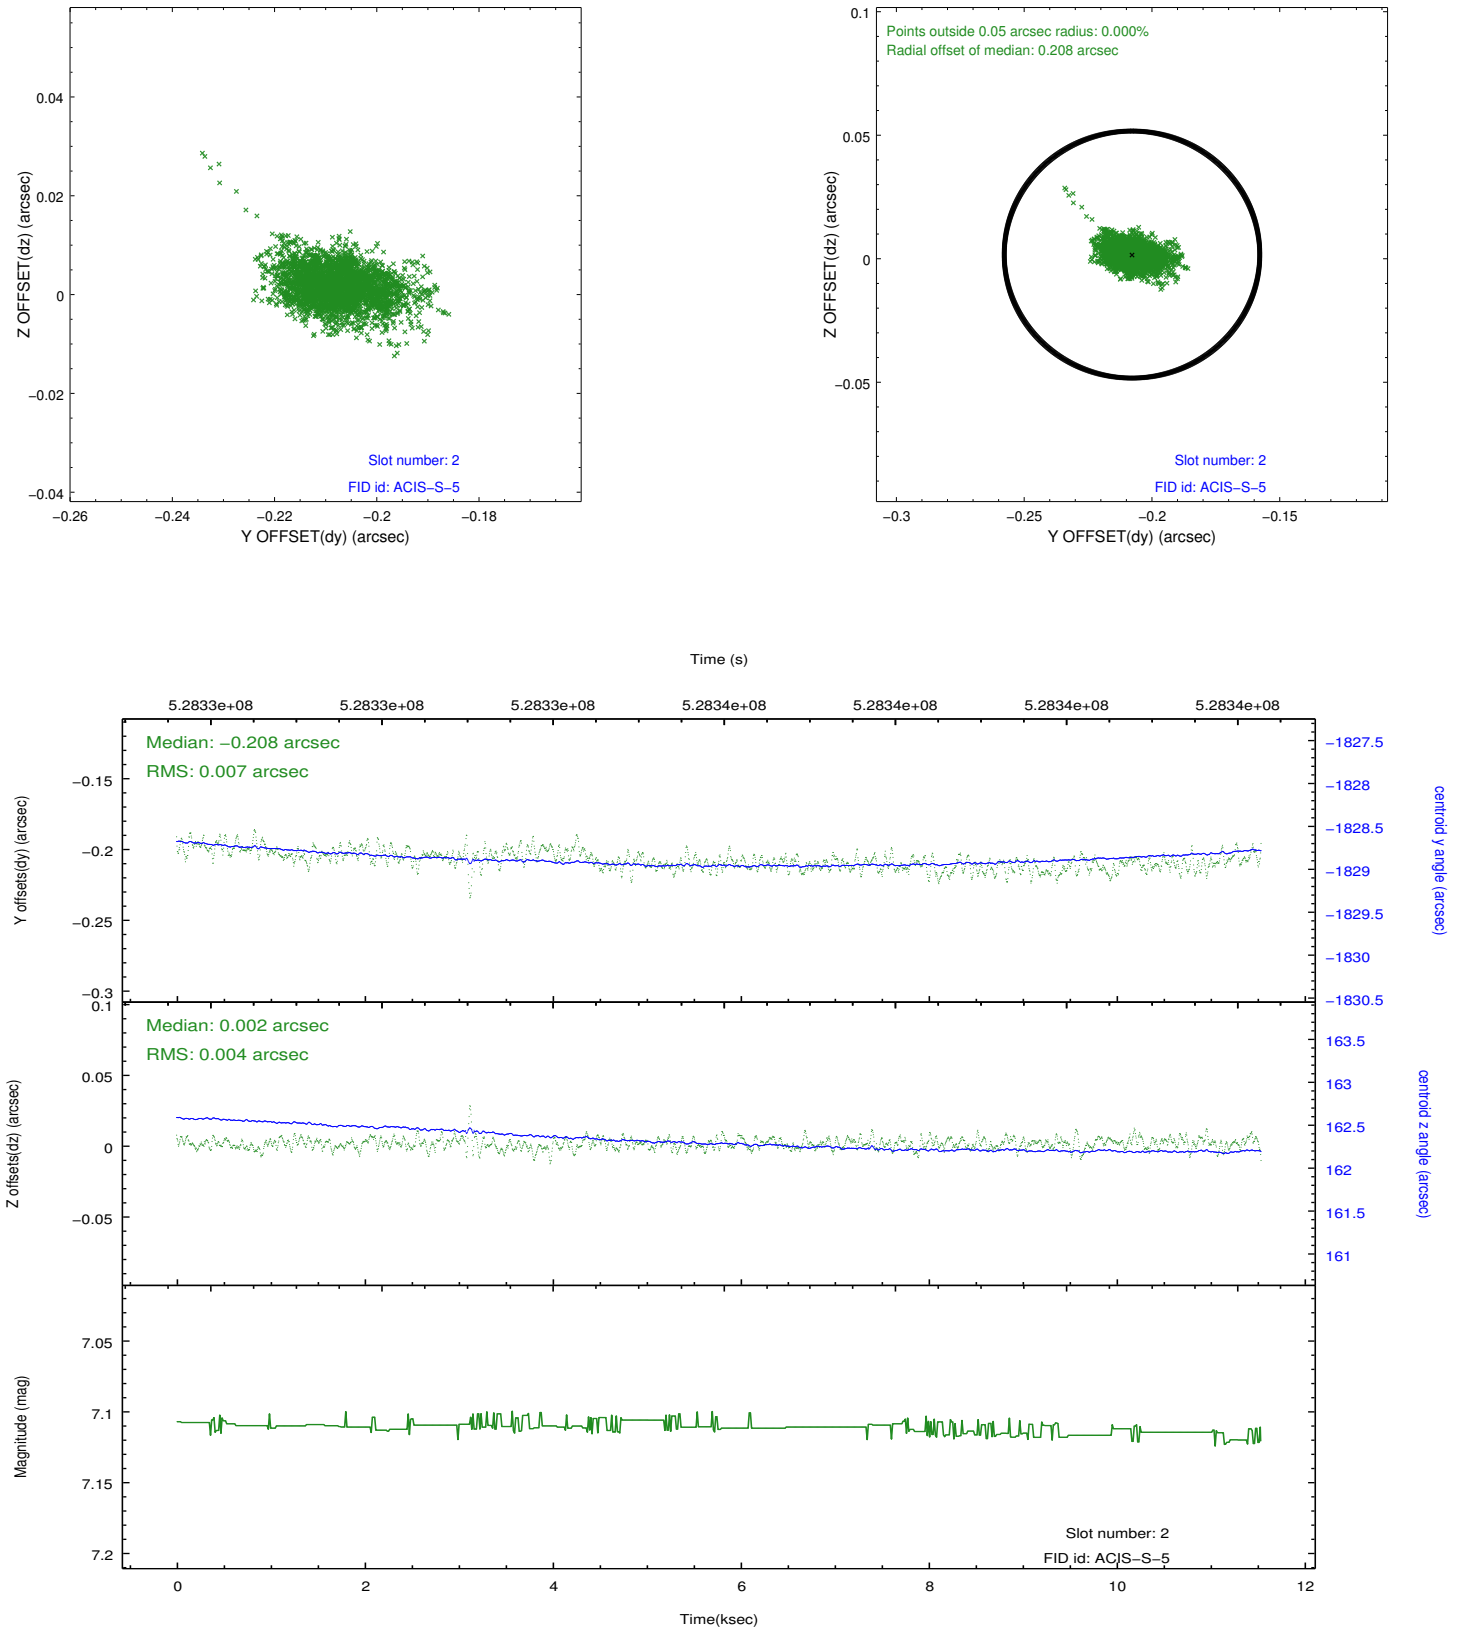 0.04
0.02
0
−0.02
−0.04
Z OFFSET(dz) (arcsec)
Slot number: 2
FID id: ACIS−S−5
−0.26 −0.24 −0.22 −0.2 −0.18
Y OFFSET(dy) (arcsec)
Points outside 0.05 arcsec radius: 0.000%
Radial offset of median: 0.208 arcsec
0.1
0.05
0
−0.05
Z OFFSET(dz) (arcsec)
Slot number: 2
FID id: ACIS−S−5
−0.3 −0.25 −0.2 −0.15
Y OFFSET(dy) (arcsec)
Time (s)
5.2833e+08 5.2833e+08 5.2833e+08 5.2834e+08 5.2834e+08 5.2834e+08 5.2834e+08
Median: −0.208 arcsec
RMS: 0.007 arcsec
−0.15
−0.2
−0.25
−0.3
Y offsets(dy) (arcsec)
−1827.5
−1828
−1828.5
−1829
−1829.5
−1830
−1830.5
centroid y angle (arcsec)
Median: 0.002 arcsec
RMS: 0.004 arcsec
0.1
0.05
0
−0.05
Z offsets(dz) (arcsec)
163.5
163
162.5
162
161.5
161
centroid z angle (arcsec)
7.05
7.1
7.15
7.2
Magnitude (mag)
Slot number: 2
FID id: ACIS−S−5
0 2 4 6 8 10 12
Time(ksec)